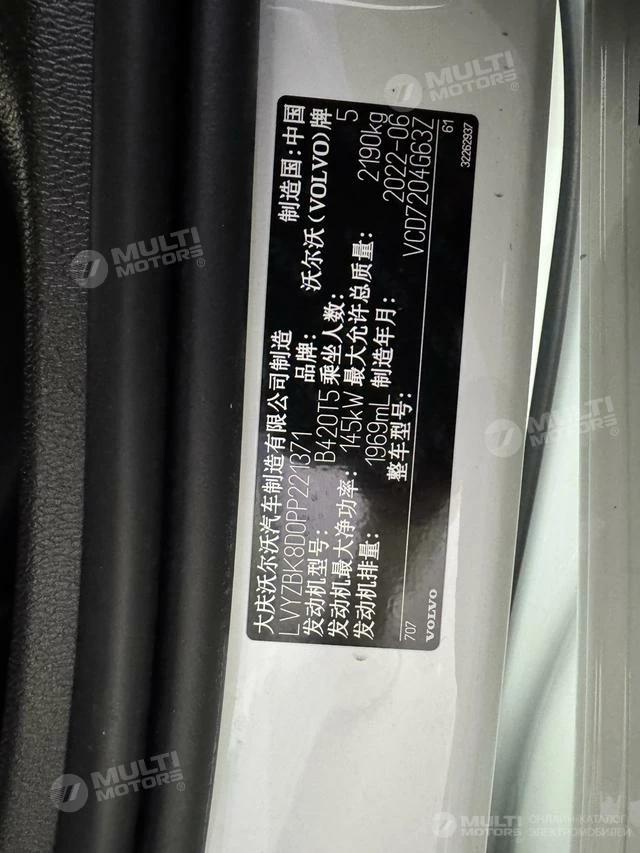 大庆沃尔沃汽车制造有限公司制造 制造国:中国
LVYZBK8D0PP221371 品牌: 沃尔沃(VOLVO)牌
发动机型号: B420T5 乘坐人数: 5
发动机最大净功率: 145kW 最大允许总质量: 2190kg
发动机排量: 1969mL 制造年月: 2022-06
整车型号: VCD7204G63Z
707 61
VOLVO 32262937
MULTI MOTORS®
MULTI MOTORS®
MULTI MOTORS®
MULTI MOTORS®
MULTI MOTORS® ОНЛАЙН-КАТАЛОГ ЭЛЕКТРОМОБИЛЕЙ